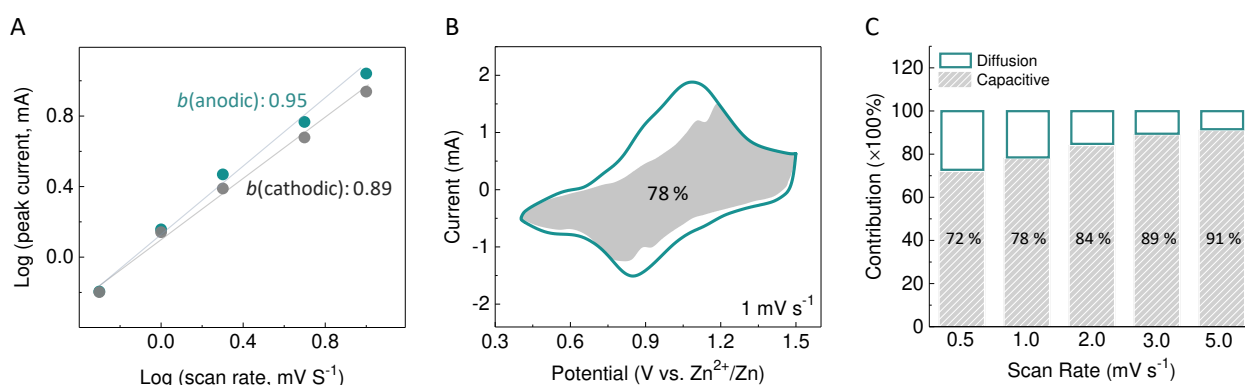 A
Log (peak current, mA)
0.8
0.4
0.0
b(anodic): 0.95
b(cathodic): 0.89
0.0 0.4 0.8
Log (scan rate, mV S⁻¹)
B
Current (mA)
2
1
0
-1
-2
78 %
1 mV s⁻¹
0.3 0.6 0.9 1.2 1.5
Potential (V vs. Zn²⁺/Zn)
C
Contribution (×100%)
120
100
80
60
40
20
0
Diffusion
Capacitive
72 % 78 % 84 % 89 % 91 %
0.5 1.0 2.0 3.0 5.0
Scan Rate (mV s⁻¹)